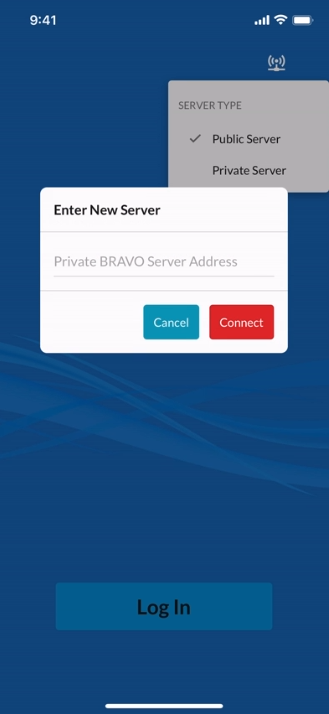 9:41
SERVER TYPE
Public Server
Private Server
Enter New Server
Private BRAVO Server Address
Cancel
Connect
Log In